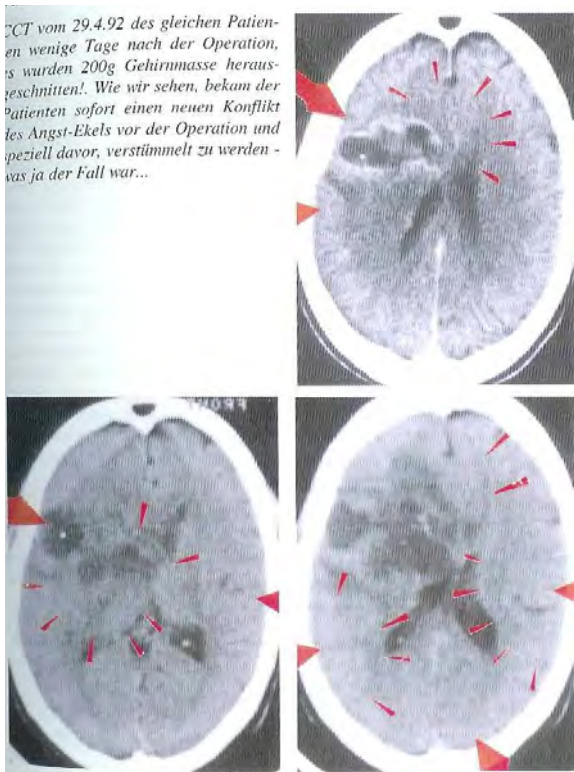 CCT vom 29.4.92 des gleichen Patien-
en wenige Tage nach der Operation,
s wurden 200g Gehirnmasse heraus-
geschnitten!. Wie wir sehen, bekam der
Patienten sofort einen neuen Konflikt
des Angst-Ekels vor der Operation und
speziell davor, verstümmelt zu werden -
was ja der Fall war...